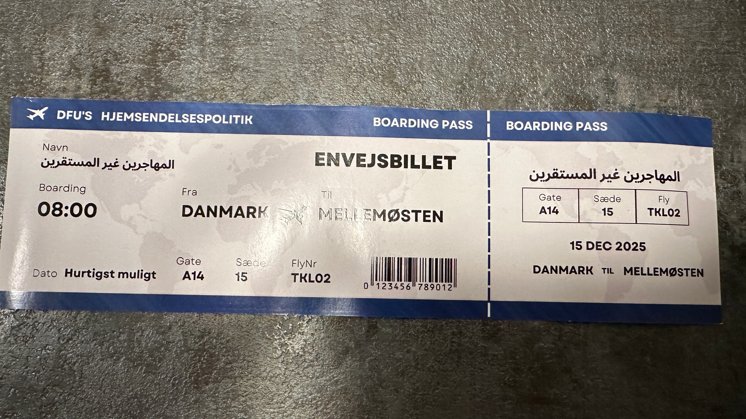 DFU'S HJEMSENDELSESPOLITIK BOARDING PASS
Navn
المهاجرين غير المستقرين
ENVEJSBILLET
Boarding Fra Til
08:00 DANMARK MELLEMØSTEN
Gate Sæde FlyNr
Dato Hurtigst muligt A14 15 TKL02
0 123456 789012
BOARDING PASS
المهاجرين غير المستقرين
Gate Sæde Fly
A14 15 TKL02
15 DEC 2025
DANMARK TIL MELLEMØSTEN